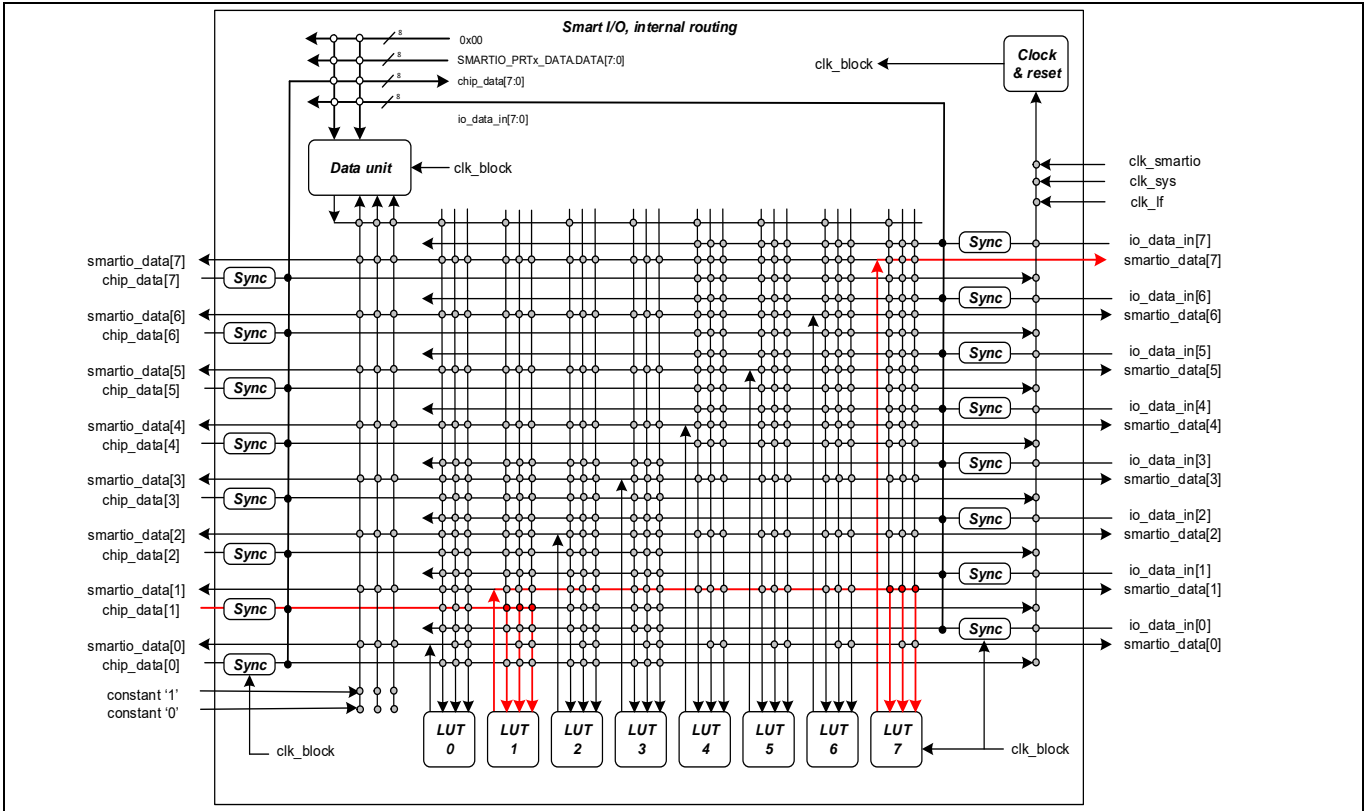 Smart I/O, internal routing
8
0x00
8
SMARTIO_PRTx_DATA.DATA[7:0]
8
chip_data[7:0]
8
io_data_in[7:0]
Clock
& reset
clk_block
Data unit
clk_block
clk_smartio
clk_sys
clk_lf
Sync
io_data_in[7]
smartio_data[7]
smartio_data[7]
chip_data[7]
Sync
Sync
io_data_in[6]
smartio_data[6]
smartio_data[6]
chip_data[6]
Sync
Sync
io_data_in[5]
smartio_data[5]
smartio_data[5]
chip_data[5]
Sync
Sync
io_data_in[4]
smartio_data[4]
smartio_data[4]
chip_data[4]
Sync
Sync
io_data_in[3]
smartio_data[3]
smartio_data[3]
chip_data[3]
Sync
Sync
io_data_in[2]
smartio_data[2]
smartio_data[2]
chip_data[2]
Sync
Sync
io_data_in[1]
smartio_data[1]
smartio_data[1]
chip_data[1]
Sync
Sync
io_data_in[0]
smartio_data[0]
smartio_data[0]
chip_data[0]
Sync
constant ‘1’
constant ‘0’
clk_block
LUT
0
LUT
1
LUT
2
LUT
3
LUT
4
LUT
5
LUT
6
LUT
7
clk_block